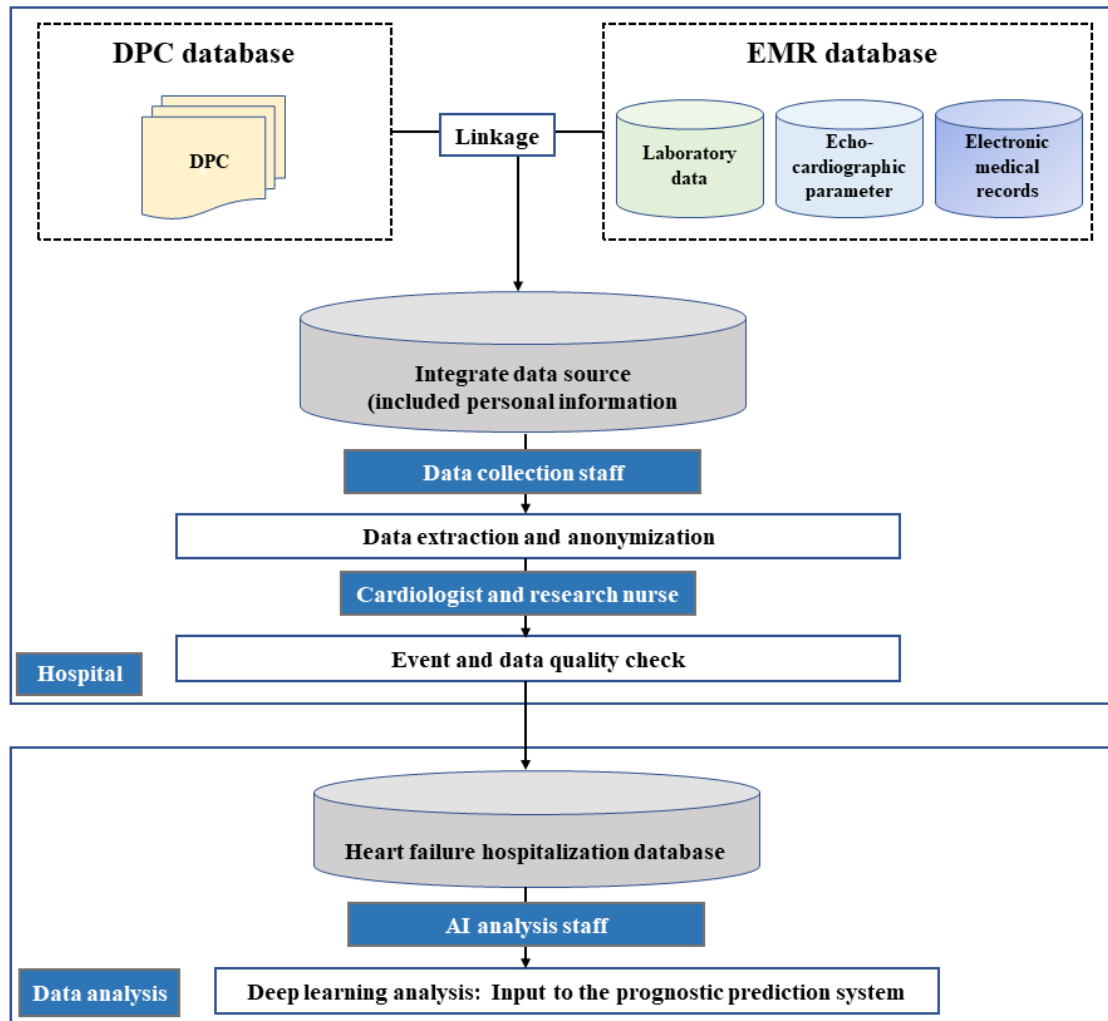 DPC database
EMR database
DPC
Linkage
Laboratory
data
Echo-
cardiographic
parameter
Electronic
medical
records
Integrate data source
(included personal information
Data collection staff
Data extraction and anonymization
Cardiologist and research nurse
Event and data quality check
Hospital
Heart failure hospitalization database
AI analysis staff
Data analysis
Deep learning analysis: Input to the prognostic prediction system